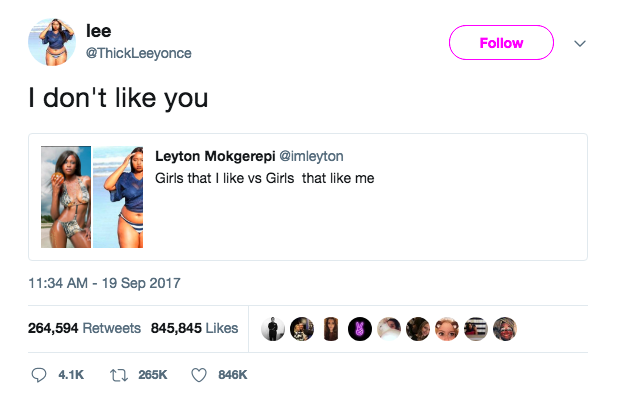 lee
@ThickLeeyonce
Follow
I don't like you
Leyton Mokgerepi @imleyton
Girls that I like vs Girls that like me
11:34 AM - 19 Sep 2017
264,594 Retweets 845,845 Likes
4.1K 265K 846K